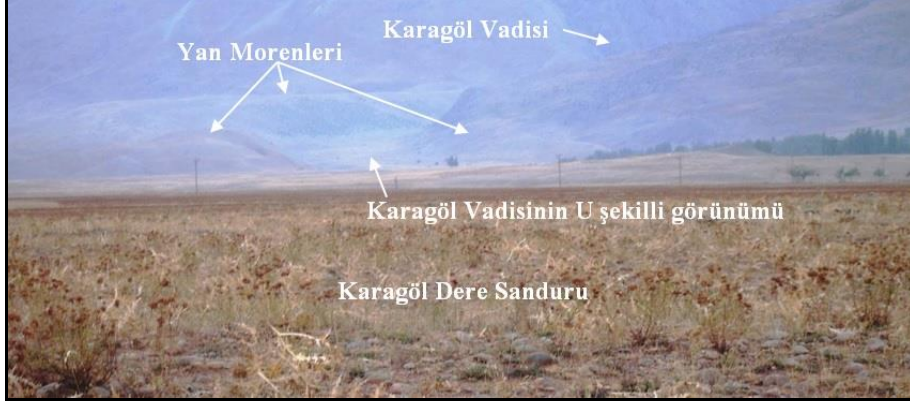 Karagöl Vadisi
Yan Morenleri
Karagöl Vadisinin U şekilli görünümü
Karagöl Dere Sanduru